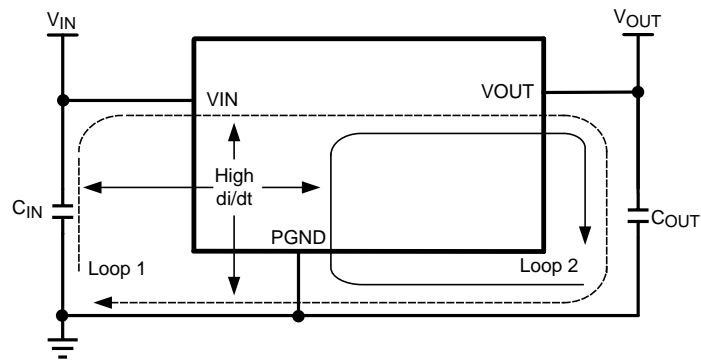 VIN
VOUT
VIN
VOUT
High
di/dt
CIN
COUT
PGND
Loop 1
Loop 2